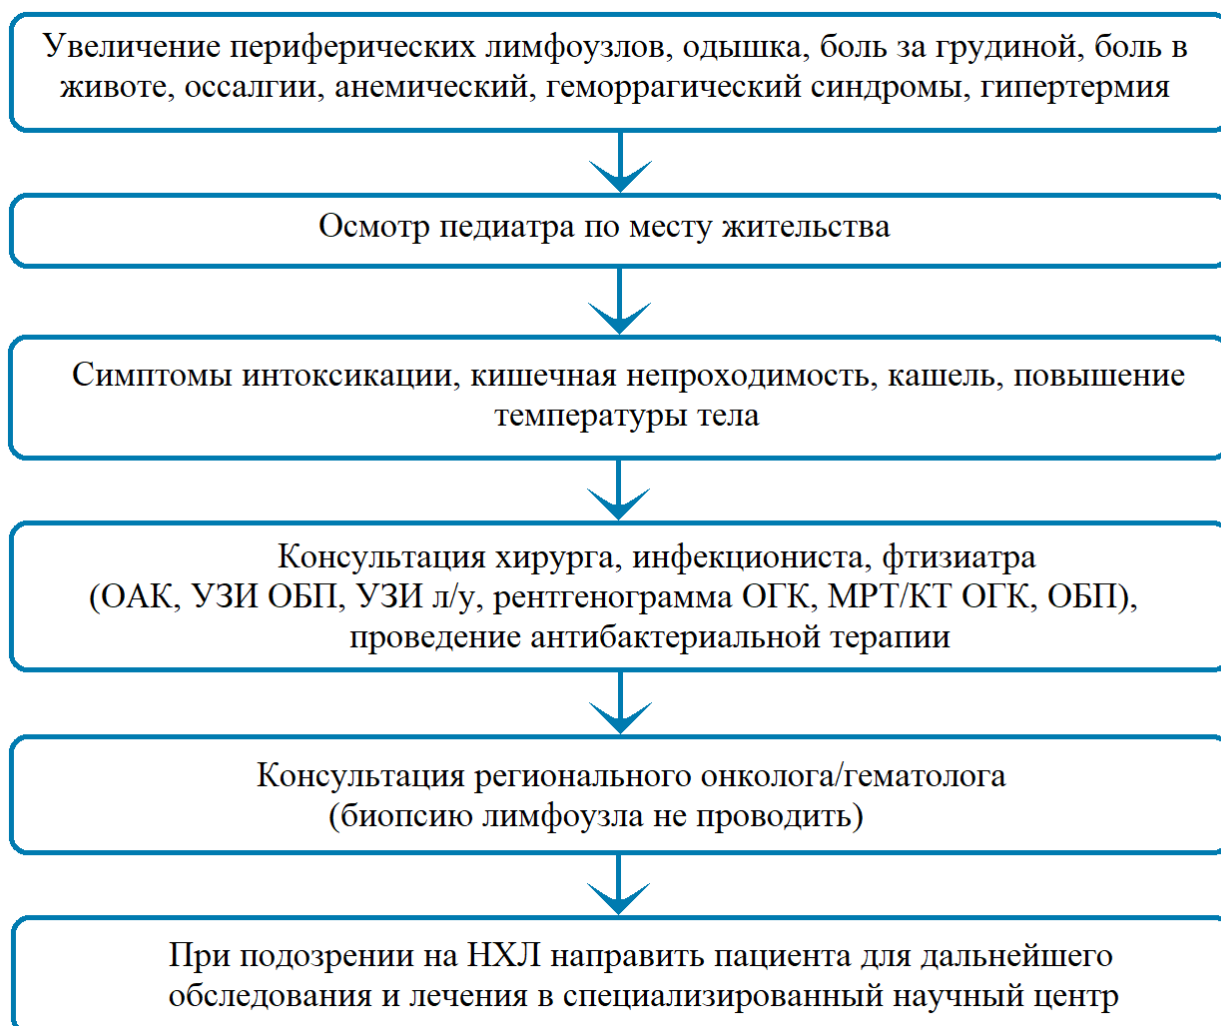 Увеличение периферических лимфоузлов, одышка, боль за грудиной, боль в
животе, оссалгии, анемический, геморрагический синдромы, гипертермия
Осмотр педиатра по месту жительства
Симптомы интоксикации, кишечная непроходимость, кашель, повышение
температуры тела
Консультация хирурга, инфекциониста, фтизиатра
(ОАК, УЗИ ОБП, УЗИ л/у, рентгенограмма ОГК, МРТ/КТ ОГК, ОБП),
проведение антибактериальной терапии
Консультация регионального онколога/гематолога
(биопсию лимфоузла не проводить)
При подозрении на НХЛ направить пациента для дальнейшего
обследования и лечения в специализированный научный центр